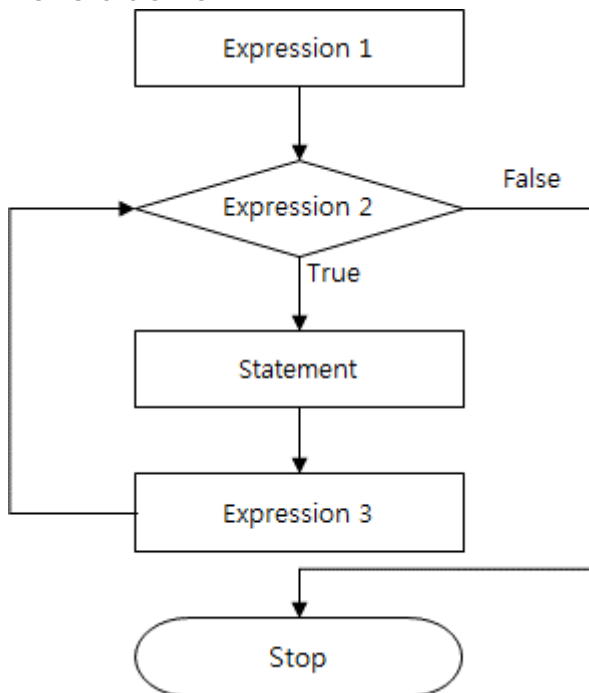 Expression 1
Expression 2
False
True
Statement
Expression 3
Stop